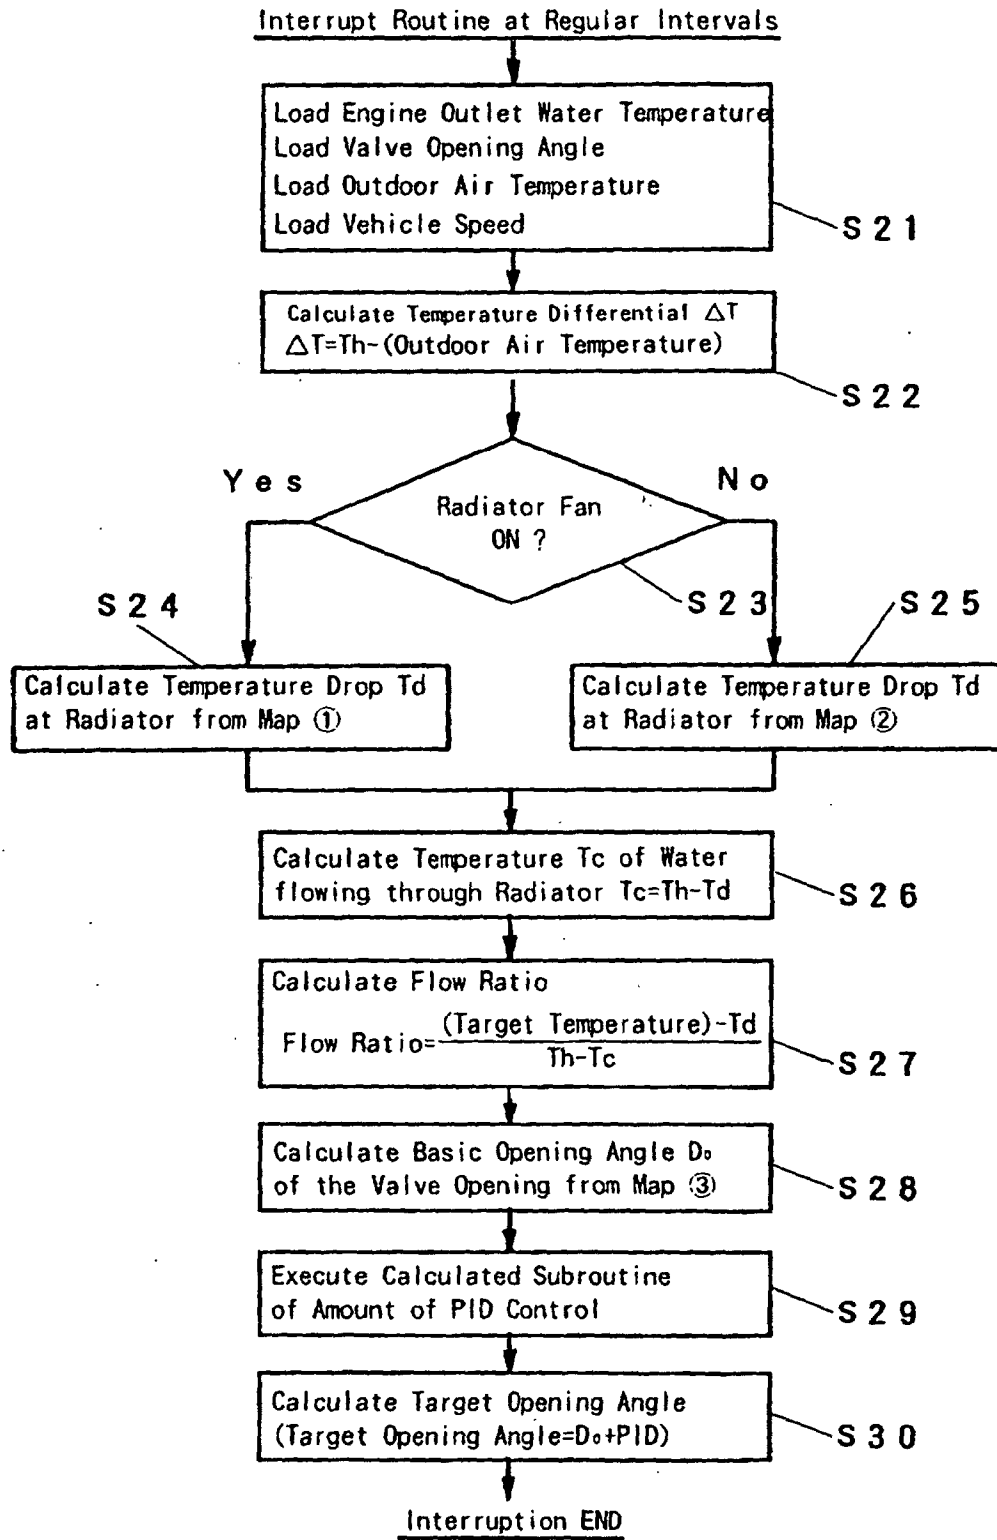 Interrupt Routine at Regular Intervals
Load Engine Outlet Water Temperature
Load Valve Opening Angle
Load Outdoor Air Temperature
Load Vehicle Speed
S21
Calculate Temperature Differential △T
△T=Th-(Outdoor Air Temperature)
S22
Yes
No
Radiator Fan
ON ?
S23
S24
S25
Calculate Temperature Drop Td
at Radiator from Map ①
Calculate Temperature Drop Td
at Radiator from Map ②
Calculate Temperature Tc of Water
flowing through Radiator Tc=Th-Td
S26
Calculate Flow Ratio
Flow Ratio=(Target Temperature)-Td
Th-Tc
S27
Calculate Basic Opening Angle D₀
of the Valve Opening from Map ③
S28
Execute Calculated Subroutine
of Amount of PID Control
S29
Calculate Target Opening Angle
(Target Opening Angle=D₀+PID)
S30
Interruption END